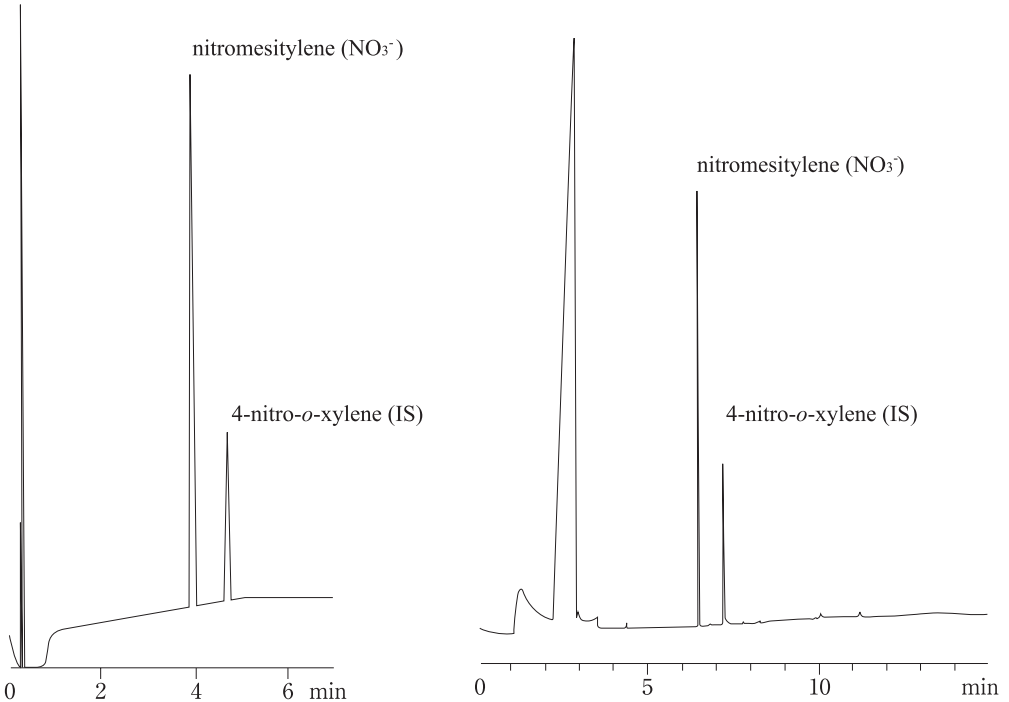 nitromesitylene (NO₃⁻)
4-nitro-o-xylene (IS)
0 2 4 6 min
nitromesitylene (NO₃⁻)
4-nitro-o-xylene (IS)
0 5 10 min